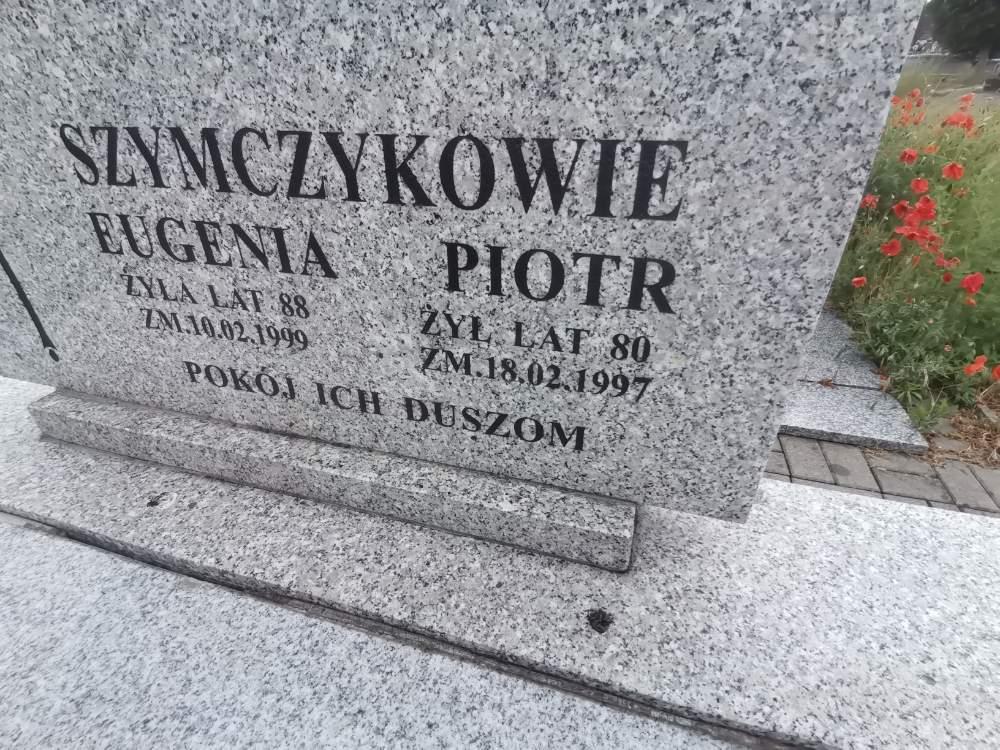 SZYMCZYKOWIE
EUGENIA
ŻYŁA LAT 88
ZM.10.02.1999
PIOTR
ŻYŁ LAT 80
ZM.18.02.1997
POKÓJ ICH DUSZOM